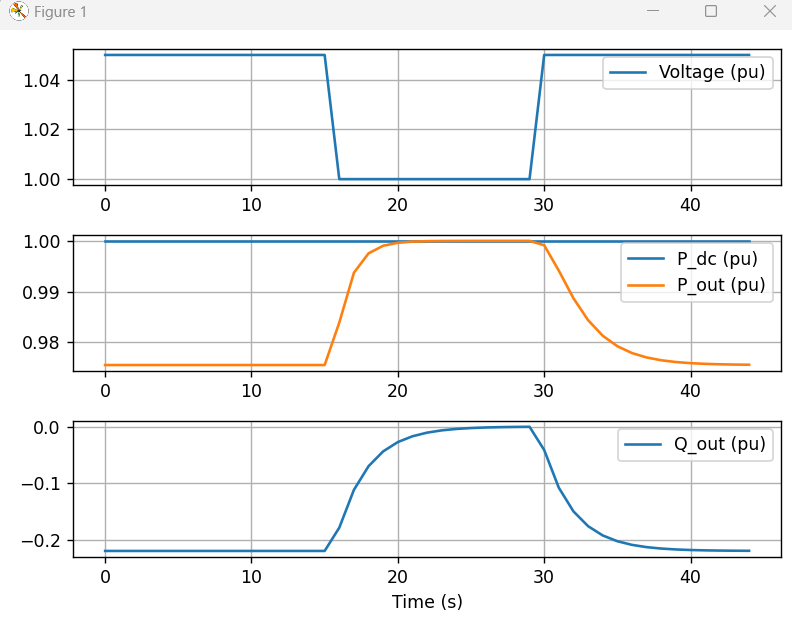 Figure 1
1.04
1.02
1.00
Voltage (pu)
0 10 20 30 40
1.00
0.99
0.98
P_dc (pu)
P_out (pu)
0 10 20 30 40
0.0
−0.1
−0.2
Q_out (pu)
0 10 20 30 40
Time (s)